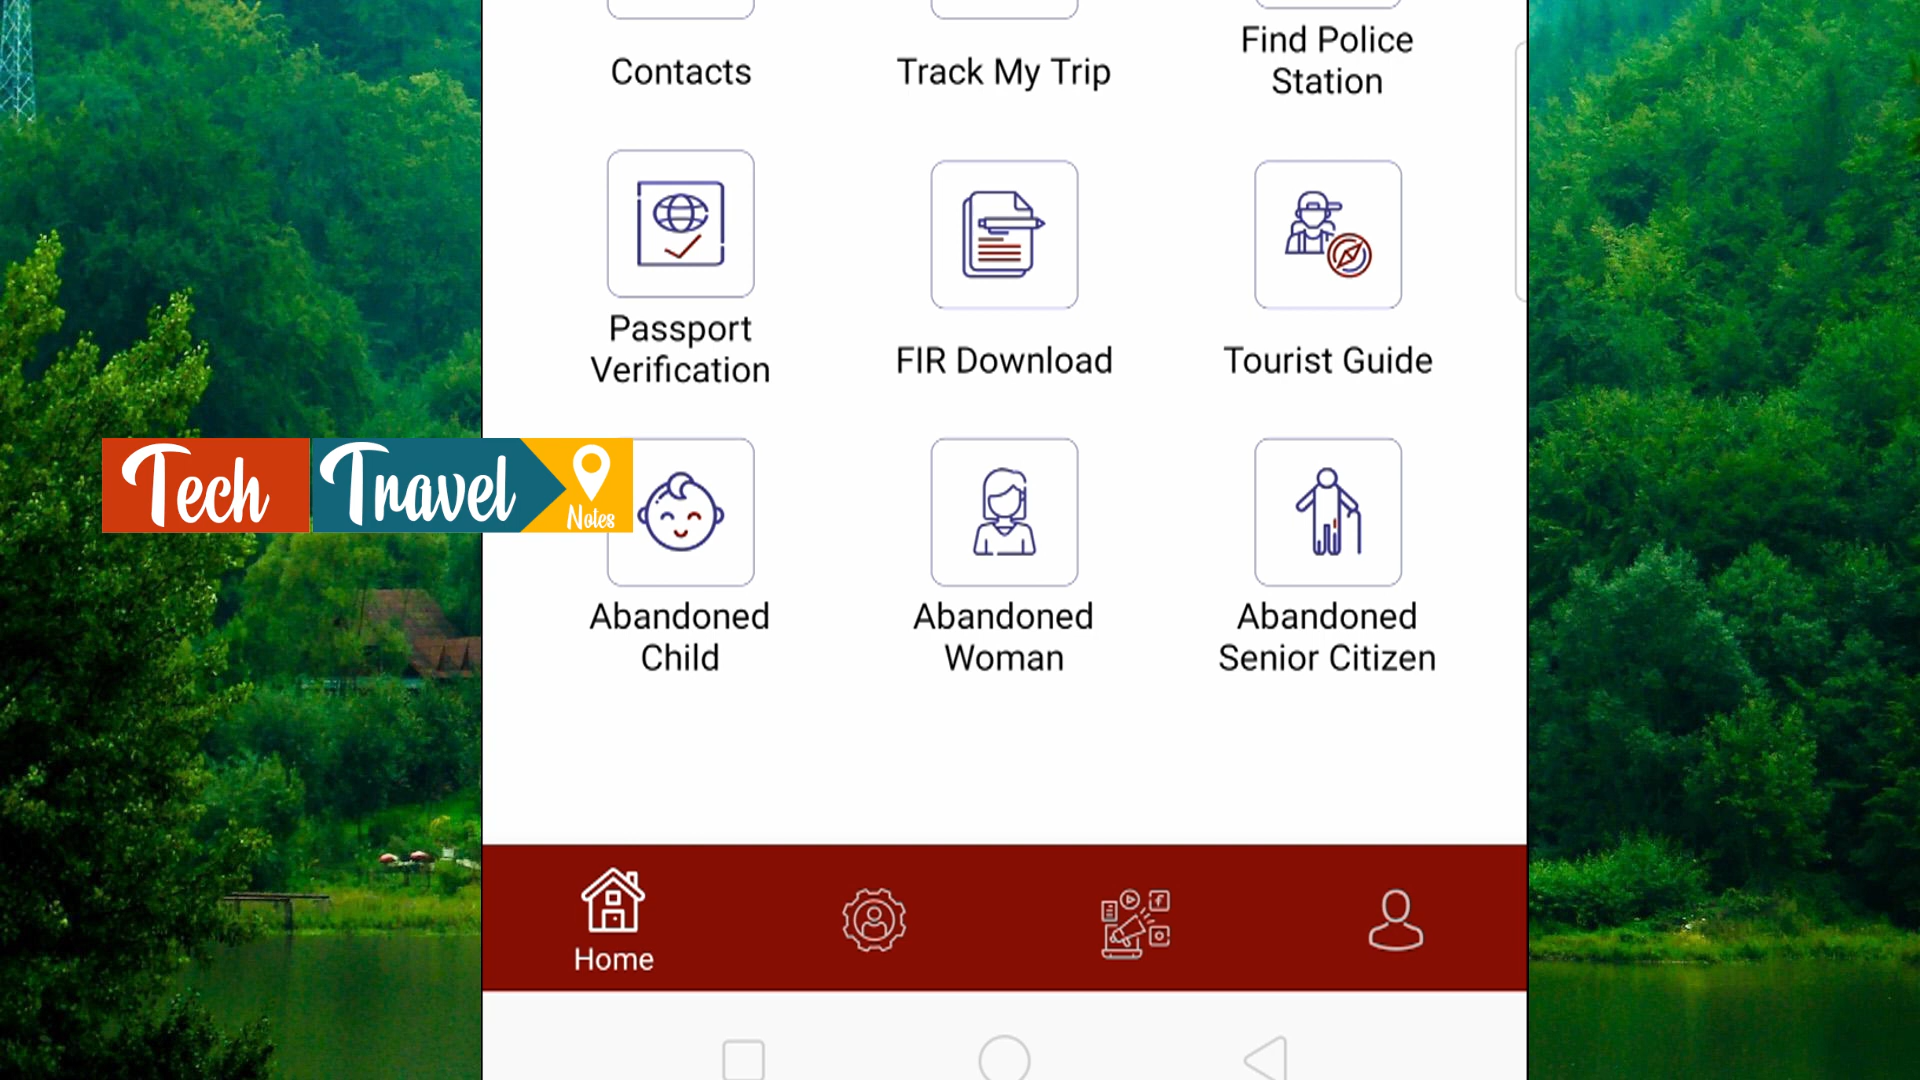 Contacts
Track My Trip
Find Police
Station
Passport
Verification
FIR Download
Tourist Guide
Tech Travel Notes
Abandoned
Child
Abandoned
Woman
Abandoned
Senior Citizen
Home